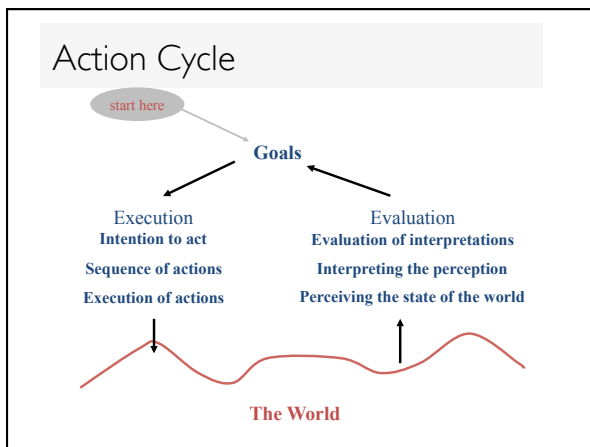 Action Cycle
start here
Goals
Execution
Intention to act
Sequence of actions
Execution of actions
Evaluation
Evaluation of interpretations
Interpreting the perception
Perceiving the state of the world
The World